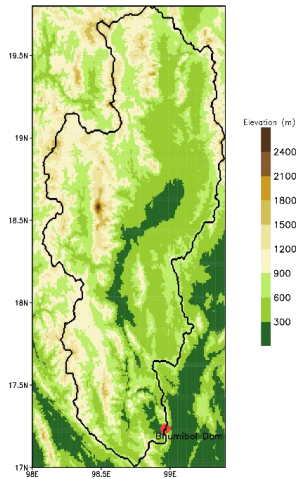 19.5N
19N
18.5N
18N
17.5N
17N
98E
98.5E
99E
Bhumibol Dam
Elevation (m)
2400
2100
1800
1500
1200
900
600
300